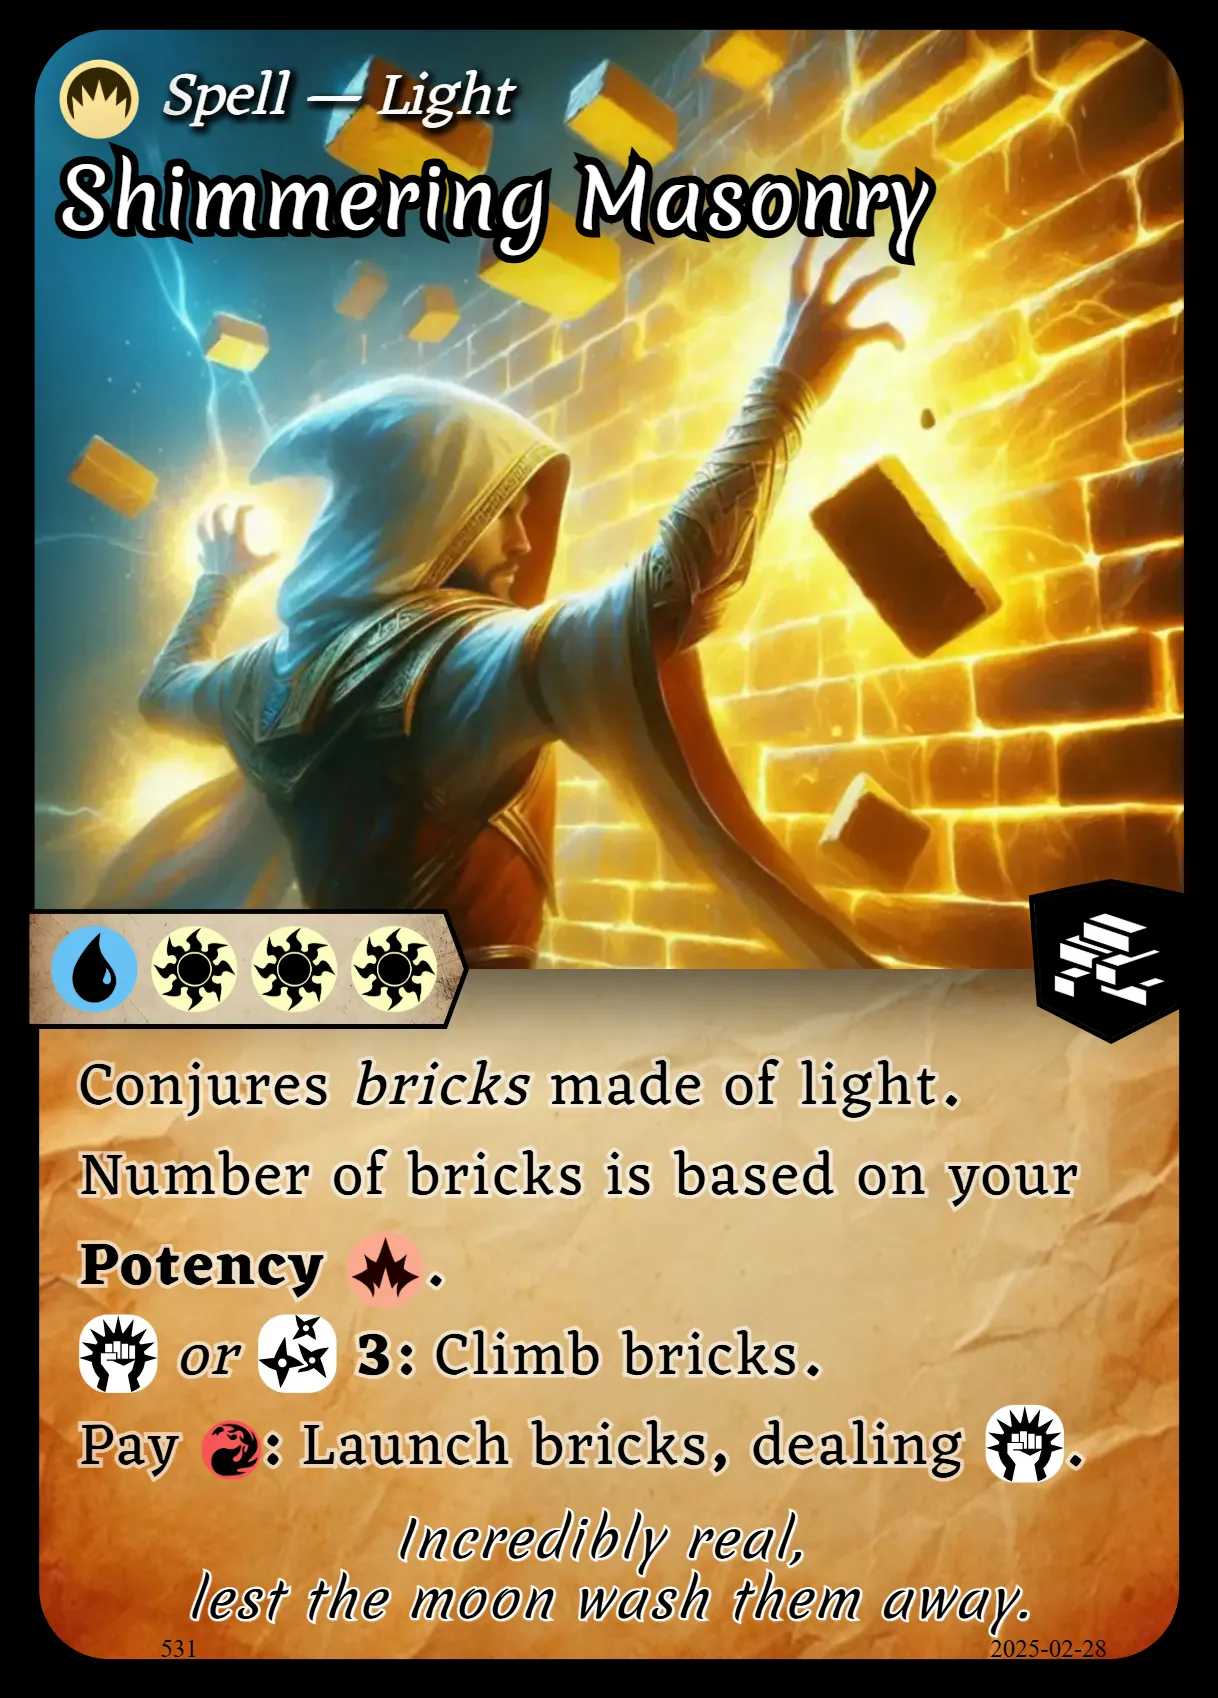 Spell — Light
Shimmering Masonry
Conjures bricks made of light.
Number of bricks is based on your
Potency .
or 3: Climb bricks.
Pay : Launch bricks, dealing .
Incredibly real,
lest the moon wash them away.
531
2025-02-28